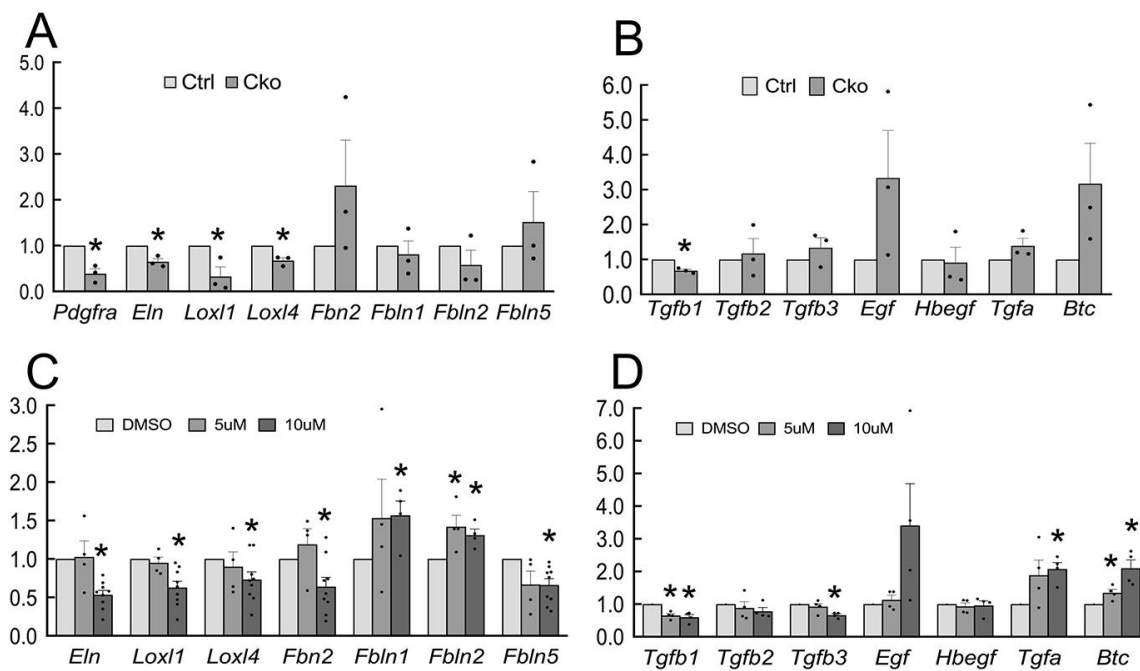 A
Ctrl Cko
5.0
4.0
3.0
2.0
1.0
0.0
* * * *
Pdgfra Eln Loxl1 Loxl4 Fbn2 Fbln1 Fbln2 Fbln5
B
Ctrl Cko
6.0
5.0
4.0
3.0
2.0
1.0
0.0
*
Tgfb1 Tgfb2 Tgfb3 Egf Hbegf Tgfa Btc
C
DMSO 5uM 10uM
3.0
2.5
2.0
1.5
1.0
0.5
0.0
* * * * * * * *
Eln Loxl1 Loxl4 Fbn2 Fbln1 Fbln2 Fbln5
D
DMSO 5uM 10uM
7.0
6.0
5.0
4.0
3.0
2.0
1.0
0.0
* * * * * *
Tgfb1 Tgfb2 Tgfb3 Egf Hbegf Tgfa Btc